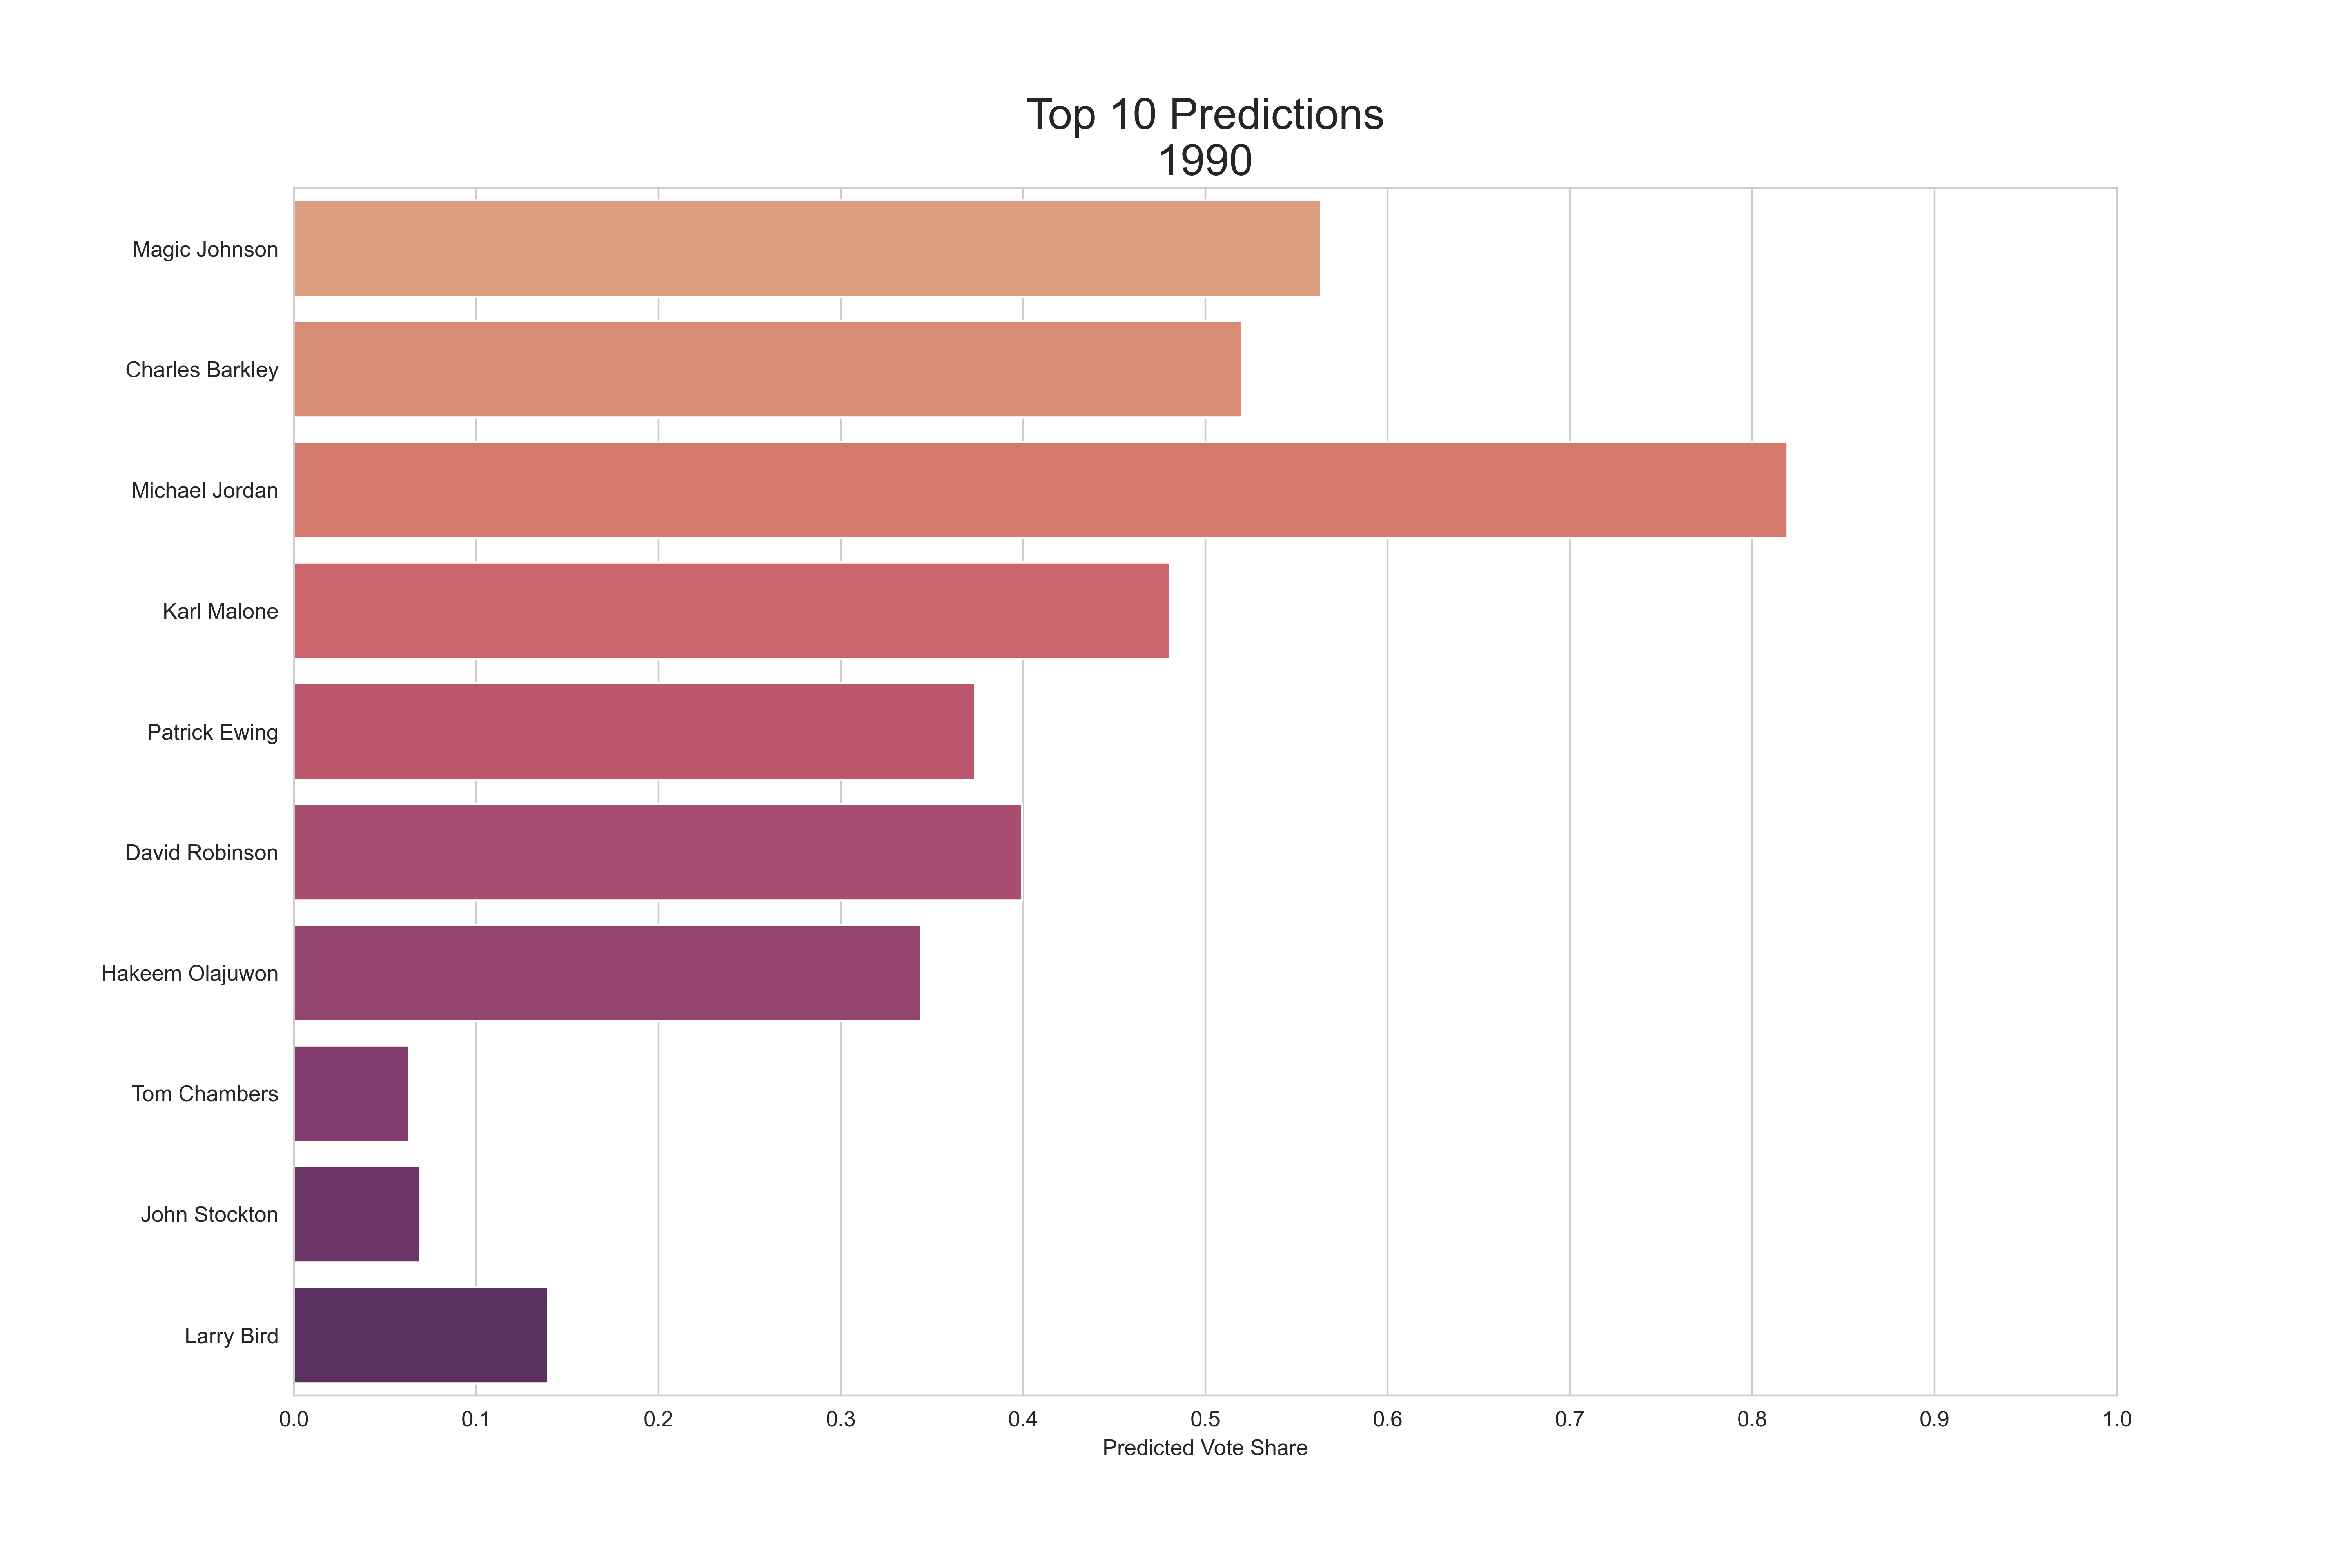 Top 10 Predictions
1990
Magic Johnson
Charles Barkley
Michael Jordan
Karl Malone
Patrick Ewing
David Robinson
Hakeem Olajuwon
Tom Chambers
John Stockton
Larry Bird
0.0 0.1 0.2 0.3 0.4 0.5 0.6 0.7 0.8 0.9 1.0
Predicted Vote Share